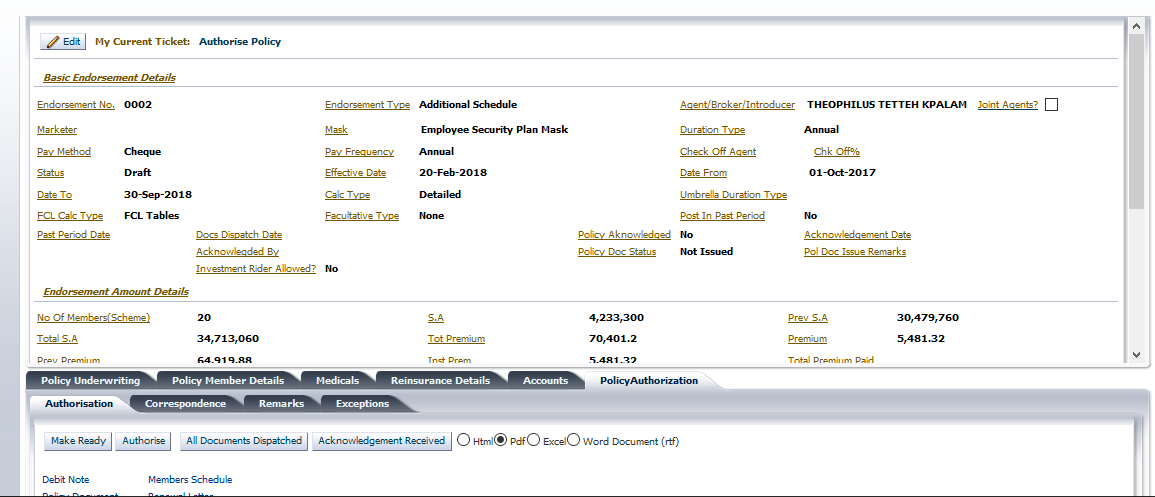 Edit My Current Ticket: Authorise Policy
Basic Endorsement Details
Endorsement No. 0002 Endorsement Type Additional Schedule Agent/Broker/Introducer THEOPHILUS TETTEH KPALAM Joint Agents?
Marketer Mask Employee Security Plan Mask Duration Type Annual
Pay Method Cheque Pay Frequency Annual Check Off Agent Chk Off%
Status Draft Effective Date 20-Feb-2018 Date From 01-Oct-2017
Date To 30-Sep-2018 Calc Type Detailed Umbrella Duration Type
FCL Calc Type FCL Tables Facultative Type None Post In Past Period No
Past Period Date Docs Dispatch Date Policy Aknowledged No Acknowledgement Date
Acknowlegded By Policy Doc Status Not Issued Pol Doc Issue Remarks
Investment Rider Allowed? No
Endorsement Amount Details
No Of Members(Scheme) 20 S.A 4,233,300 Prev S.A 30,479,760
Total S.A 34,713,060 Tot Premium 70,401.2 Premium 5,481.32
Prev Premium 64,919.88 Inst Prem 5,481.32 Total Premium Paid
Policy Underwriting Policy Member Details Medicals Reinsurance Details Accounts PolicyAuthorization
Authorisation Correspondence Remarks Exceptions
Make Ready Authorise All Documents Dispatched Acknowledgement Received Html Pdf Excel Word Document (rtf)
Debit Note Members Schedule
Policy Document Renewal Letter